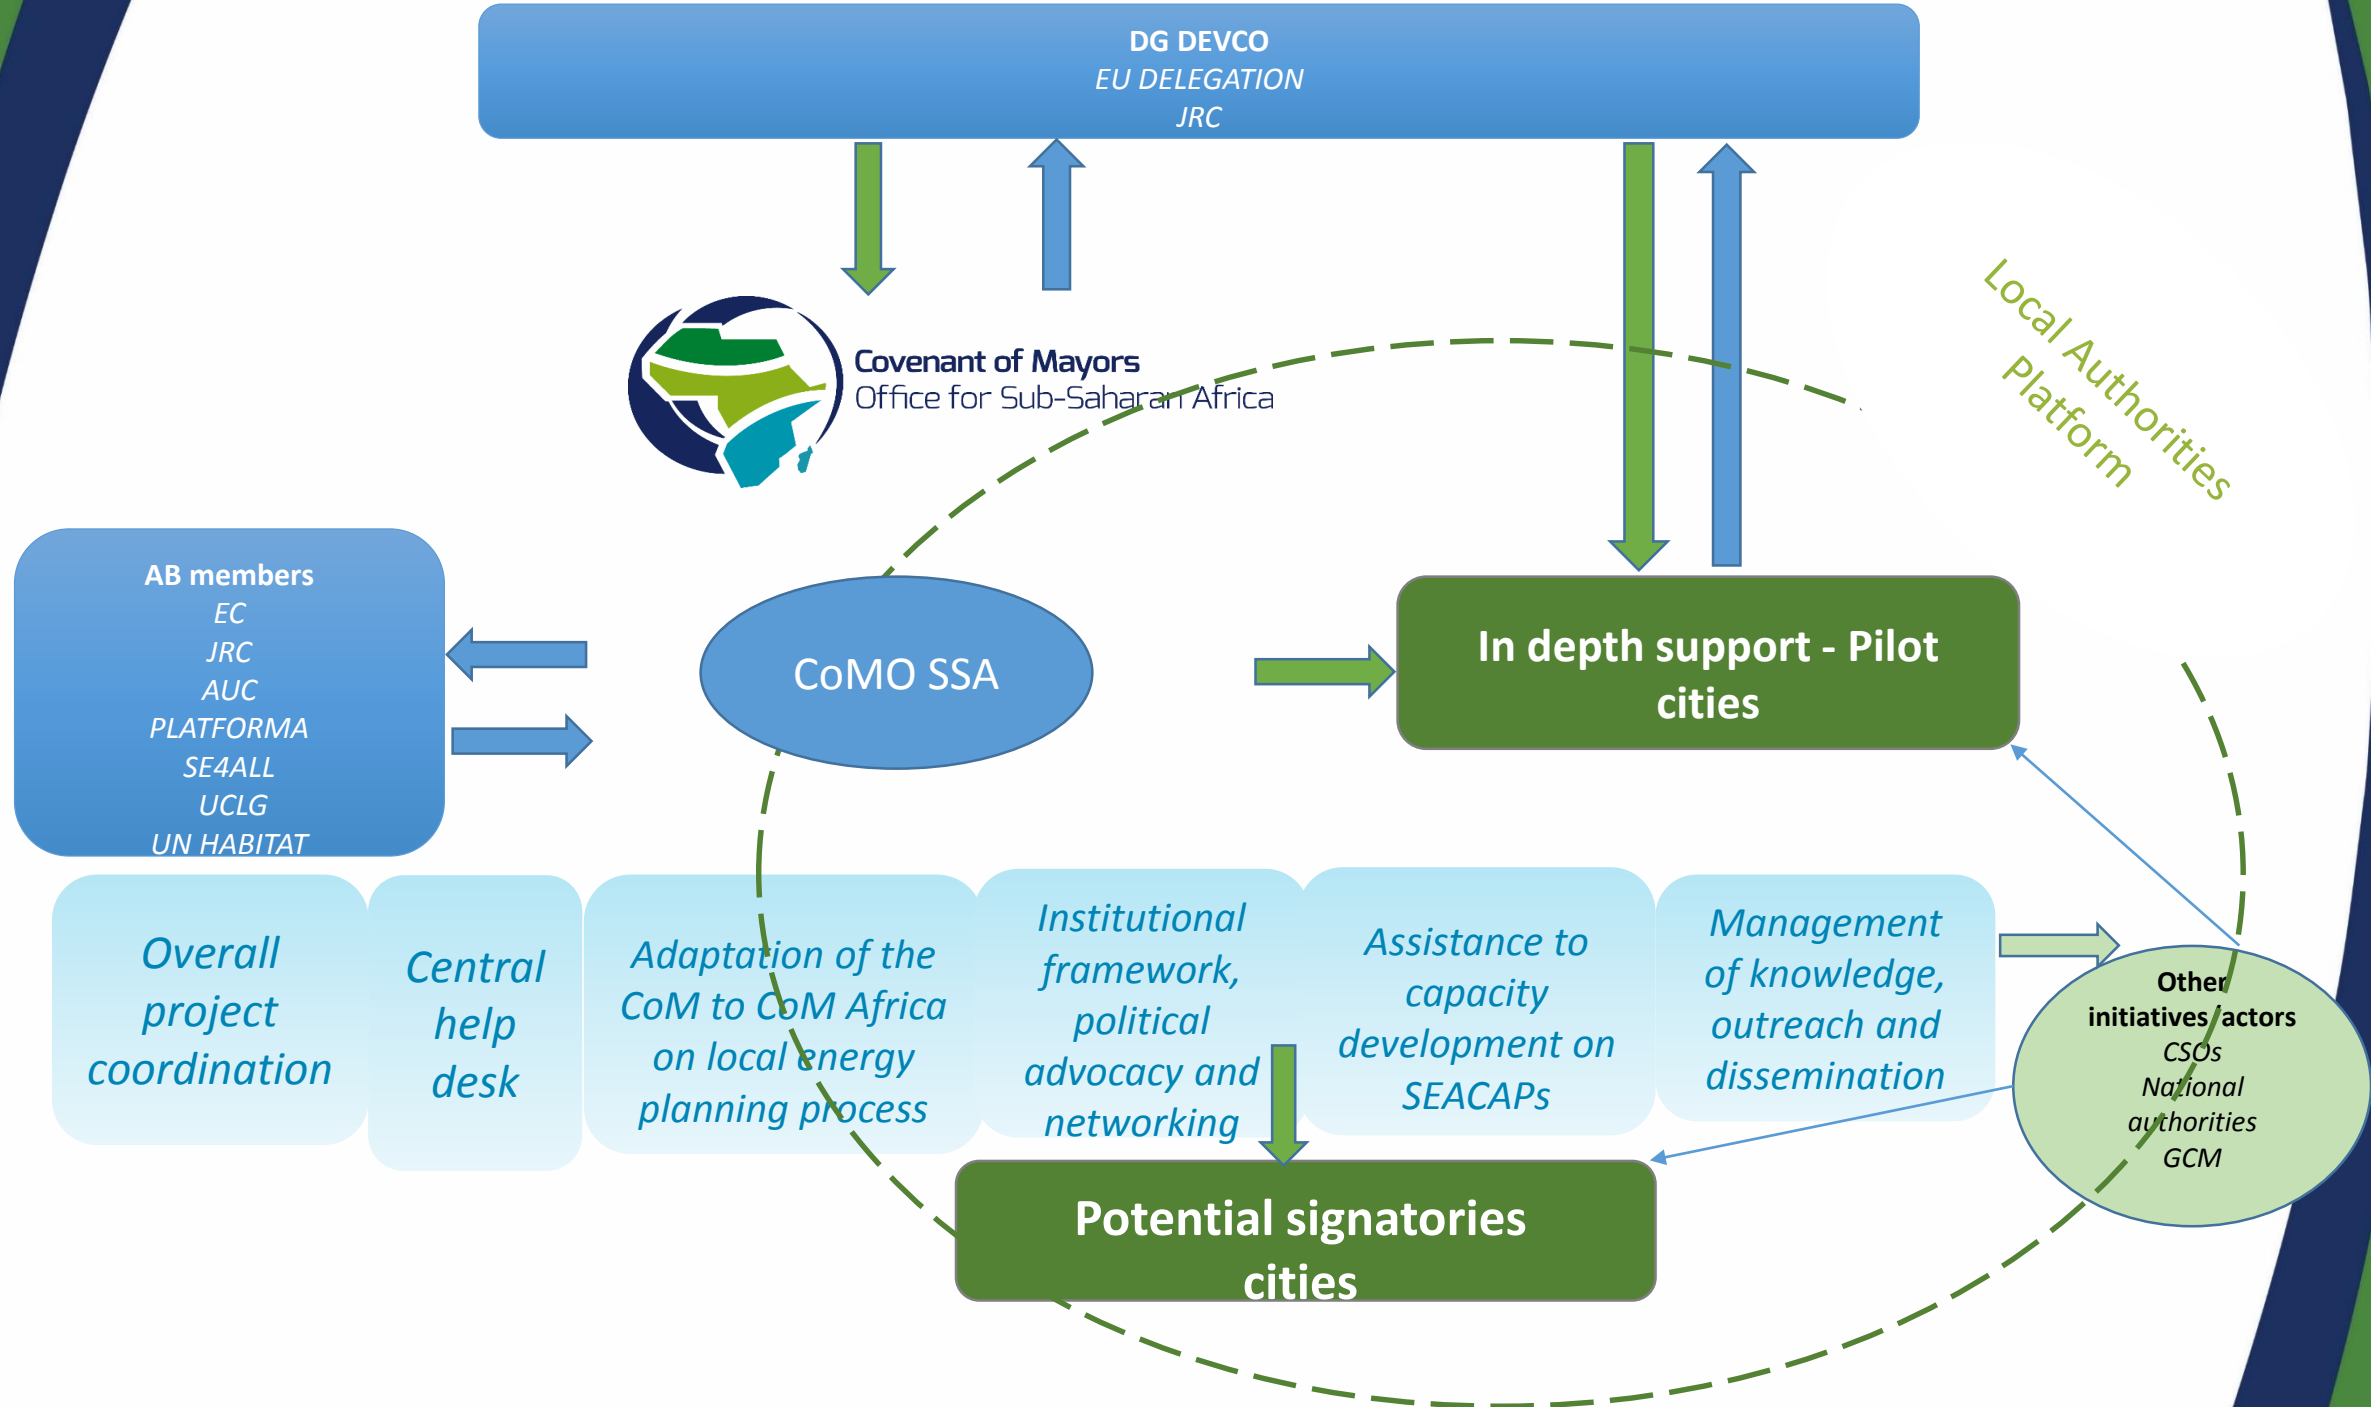 DG DEVCO
EU DELEGATION
JRC
Covenant of Mayors
Office for Sub-Saharan Africa
Local Authorities
Platform
AB members
EC
JRC
AUC
PLATFORMA
SE4ALL
UCLG
UN HABITAT
CoMO SSA
In depth support - Pilot
cities
Overall
project
coordination
Central
help
desk
Adaptation of the
CoM to CoM Africa
on local energy
planning process
Institutional
framework,
political
advocacy and
networking
Assistance to
capacity
development on
SEACAPs
Management
of knowledge,
outreach and
dissemination
Other
initiatives/actors
CSOs
National
authorities
GCM
Potential signatories
cities